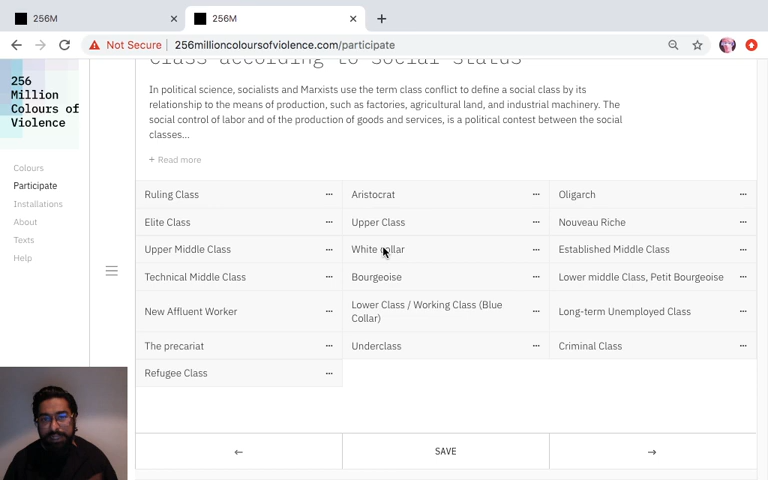 256M
256M
Not Secure 256millioncoloursofviolence.com/participate
256
Million
Colours of
Violence
Colours
Participate
Installations
About
Texts
Help
class according to social status
In political science, socialists and Marxists use the term class conflict to define a social class by its
relationship to the means of production, such as factories, agricultural land, and industrial machinery. The
social control of labor and of the production of goods and services, is a political contest between the social
classes...
+ Read more
Ruling Class ... Aristocrat ... Oligarch ...
Elite Class ... Upper Class ... Nouveau Riche ...
Upper Middle Class ... White collar ... Established Middle Class ...
Technical Middle Class ... Bourgeoise ... Lower middle Class, Petit Bourgeoise ...
New Affluent Worker ... Lower Class / Working Class (Blue
Collar) ... Long-term Unemployed Class ...
The precariat ... Underclass ... Criminal Class ...
Refugee Class ...
← SAVE →